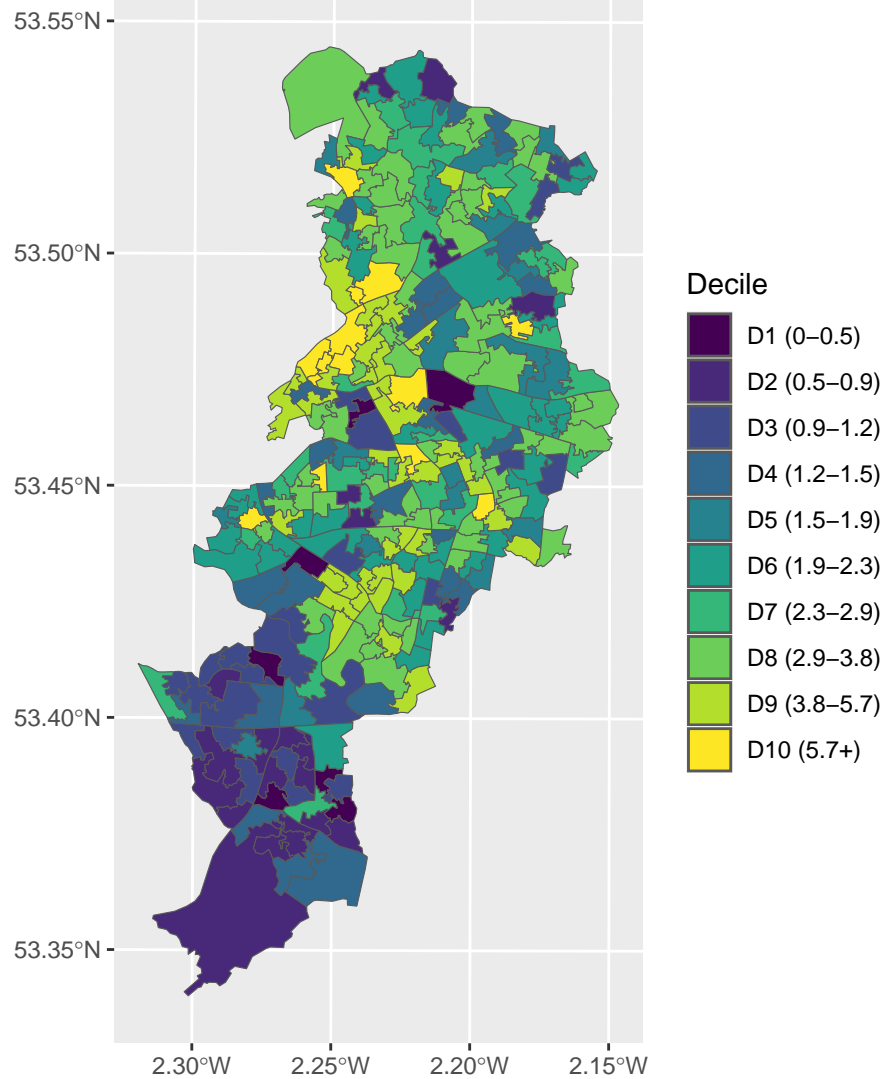 53.55°N
53.50°N
53.45°N
53.40°N
53.35°N
2.30°W 2.25°W 2.20°W 2.15°W
Decile
D1 (0−0.5)
D2 (0.5−0.9)
D3 (0.9−1.2)
D4 (1.2−1.5)
D5 (1.5−1.9)
D6 (1.9−2.3)
D7 (2.3−2.9)
D8 (2.9−3.8)
D9 (3.8−5.7)
D10 (5.7+)